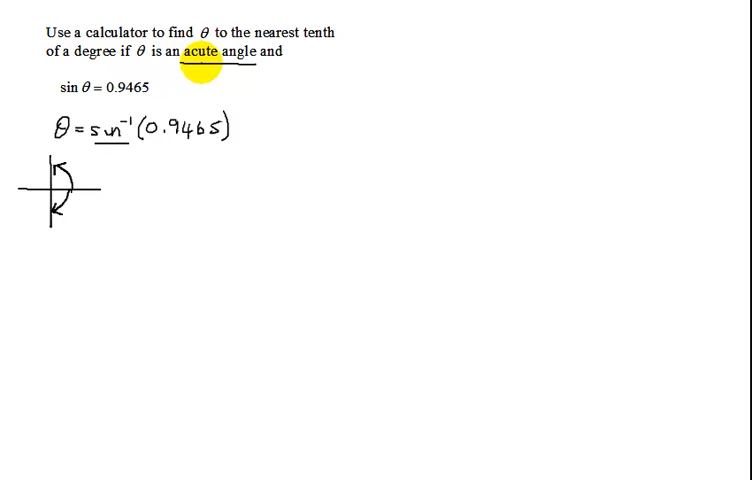 Use a calculator to find θ to the nearest tenth
of a degree if θ is an acute angle and
sin θ = 0.9465
θ = sin⁻¹(0.9465)